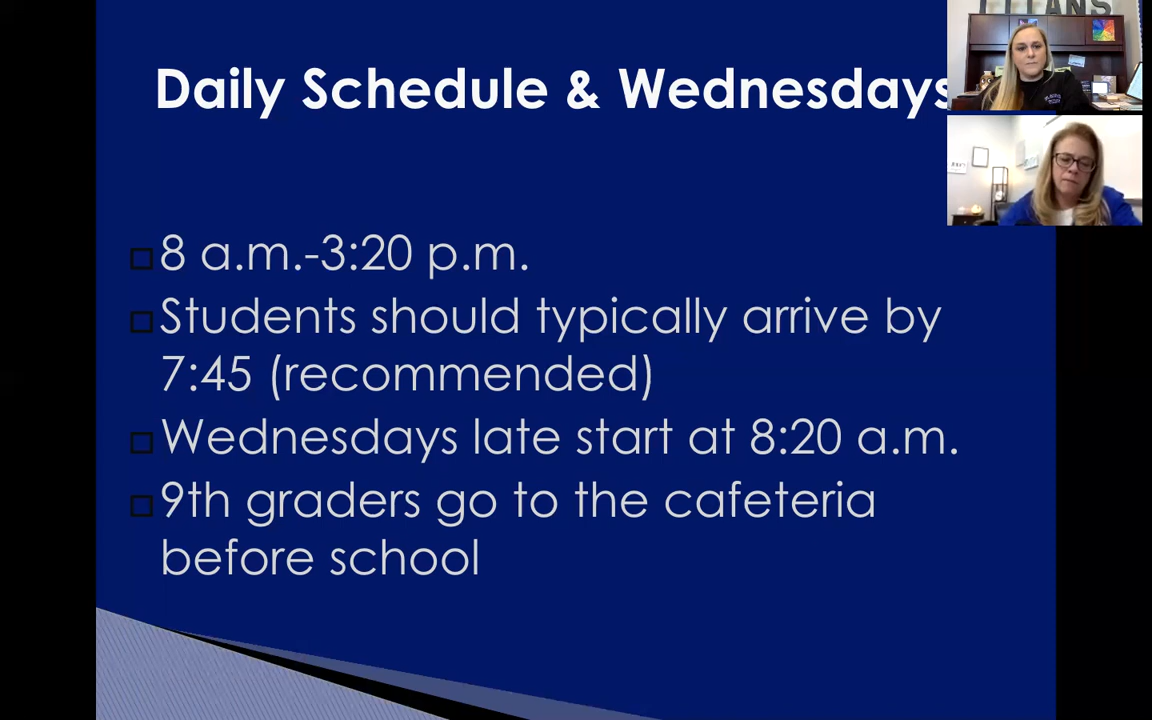 TITANS
Daily Schedule & Wednesdays
8 a.m.-3:20 p.m.
Students should typically arrive by
7:45 (recommended)
Wednesdays late start at 8:20 a.m.
9th graders go to the cafeteria
before school